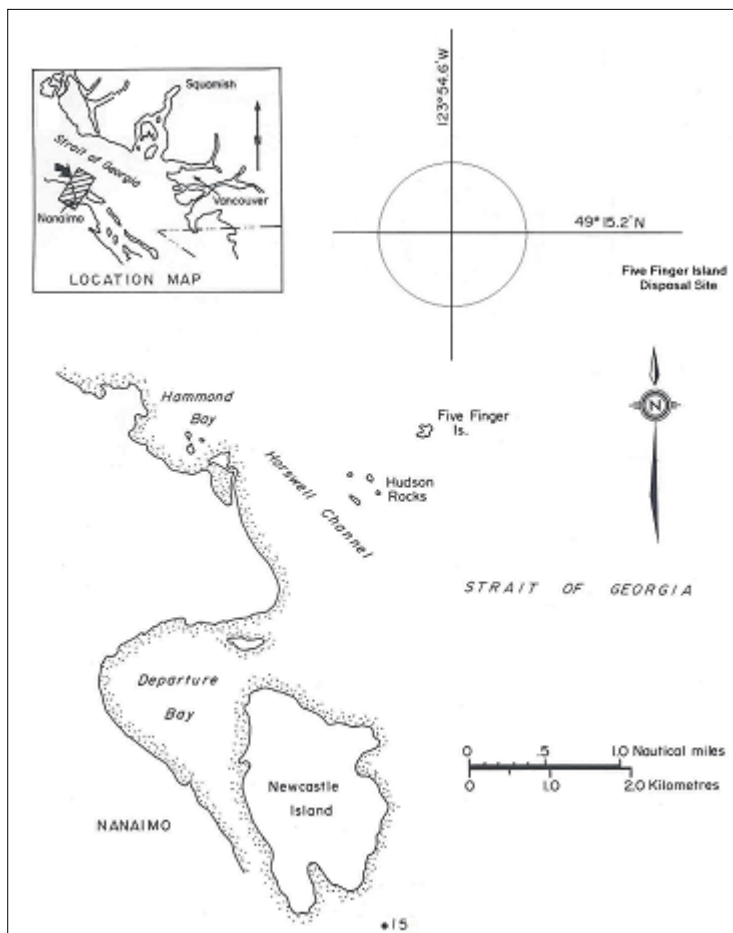 Squamish
N
Strait of Georgia
Vancouver
Nanaimo
LOCATION MAP
123°54.6'W
49°15.2'N
Five Finger Island
Disposal Site
N
Hammond
Bay
Five Finger
Is.
Horswell Channel
Hudson
Rocks
STRAIT OF GEORGIA
Departure
Bay
0 .5 1.0 Nautical miles
0 1.0 2.0 Kilometres
Newcastle
Island
NANAIMO
15